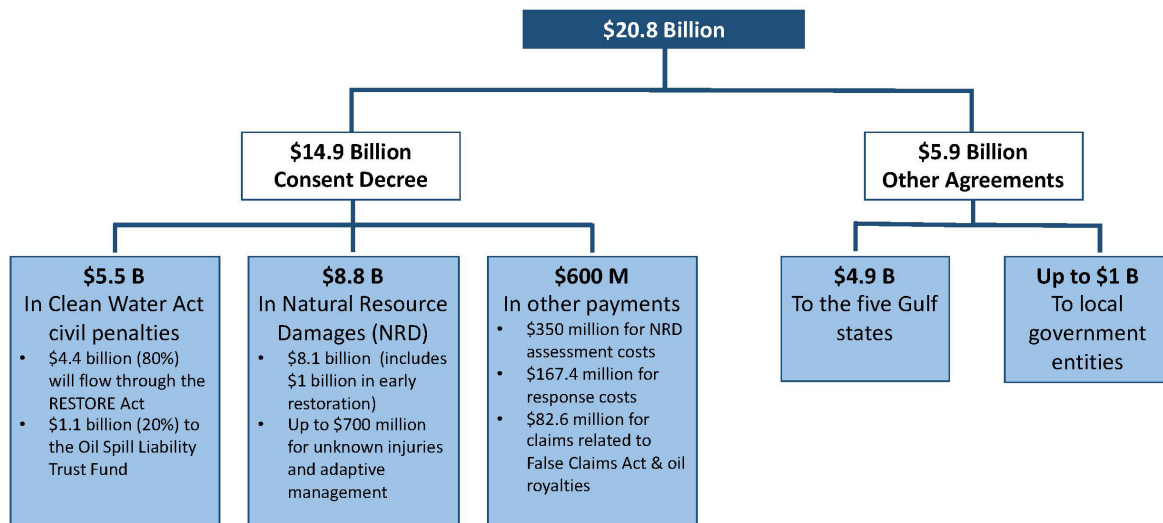 $20.8 Billion
$14.9 Billion
Consent Decree
$5.9 Billion
Other Agreements
$5.5 B
In Clean Water Act
civil penalties
• $4.4 billion (80%)
will flow through the
RESTORE Act
• $1.1 billion (20%) to
the Oil Spill Liability
Trust Fund
$8.8 B
In Natural Resource
Damages (NRD)
• $8.1 billion (includes
$1 billion in early
restoration)
• Up to $700 million
for unknown injuries
and adaptive
management
$600 M
In other payments
• $350 million for NRD
assessment costs
• $167.4 million for
response costs
• $82.6 million for
claims related to
False Claims Act & oil
royalties
$4.9 B
To the five Gulf
states
Up to $1 B
To local
government
entities